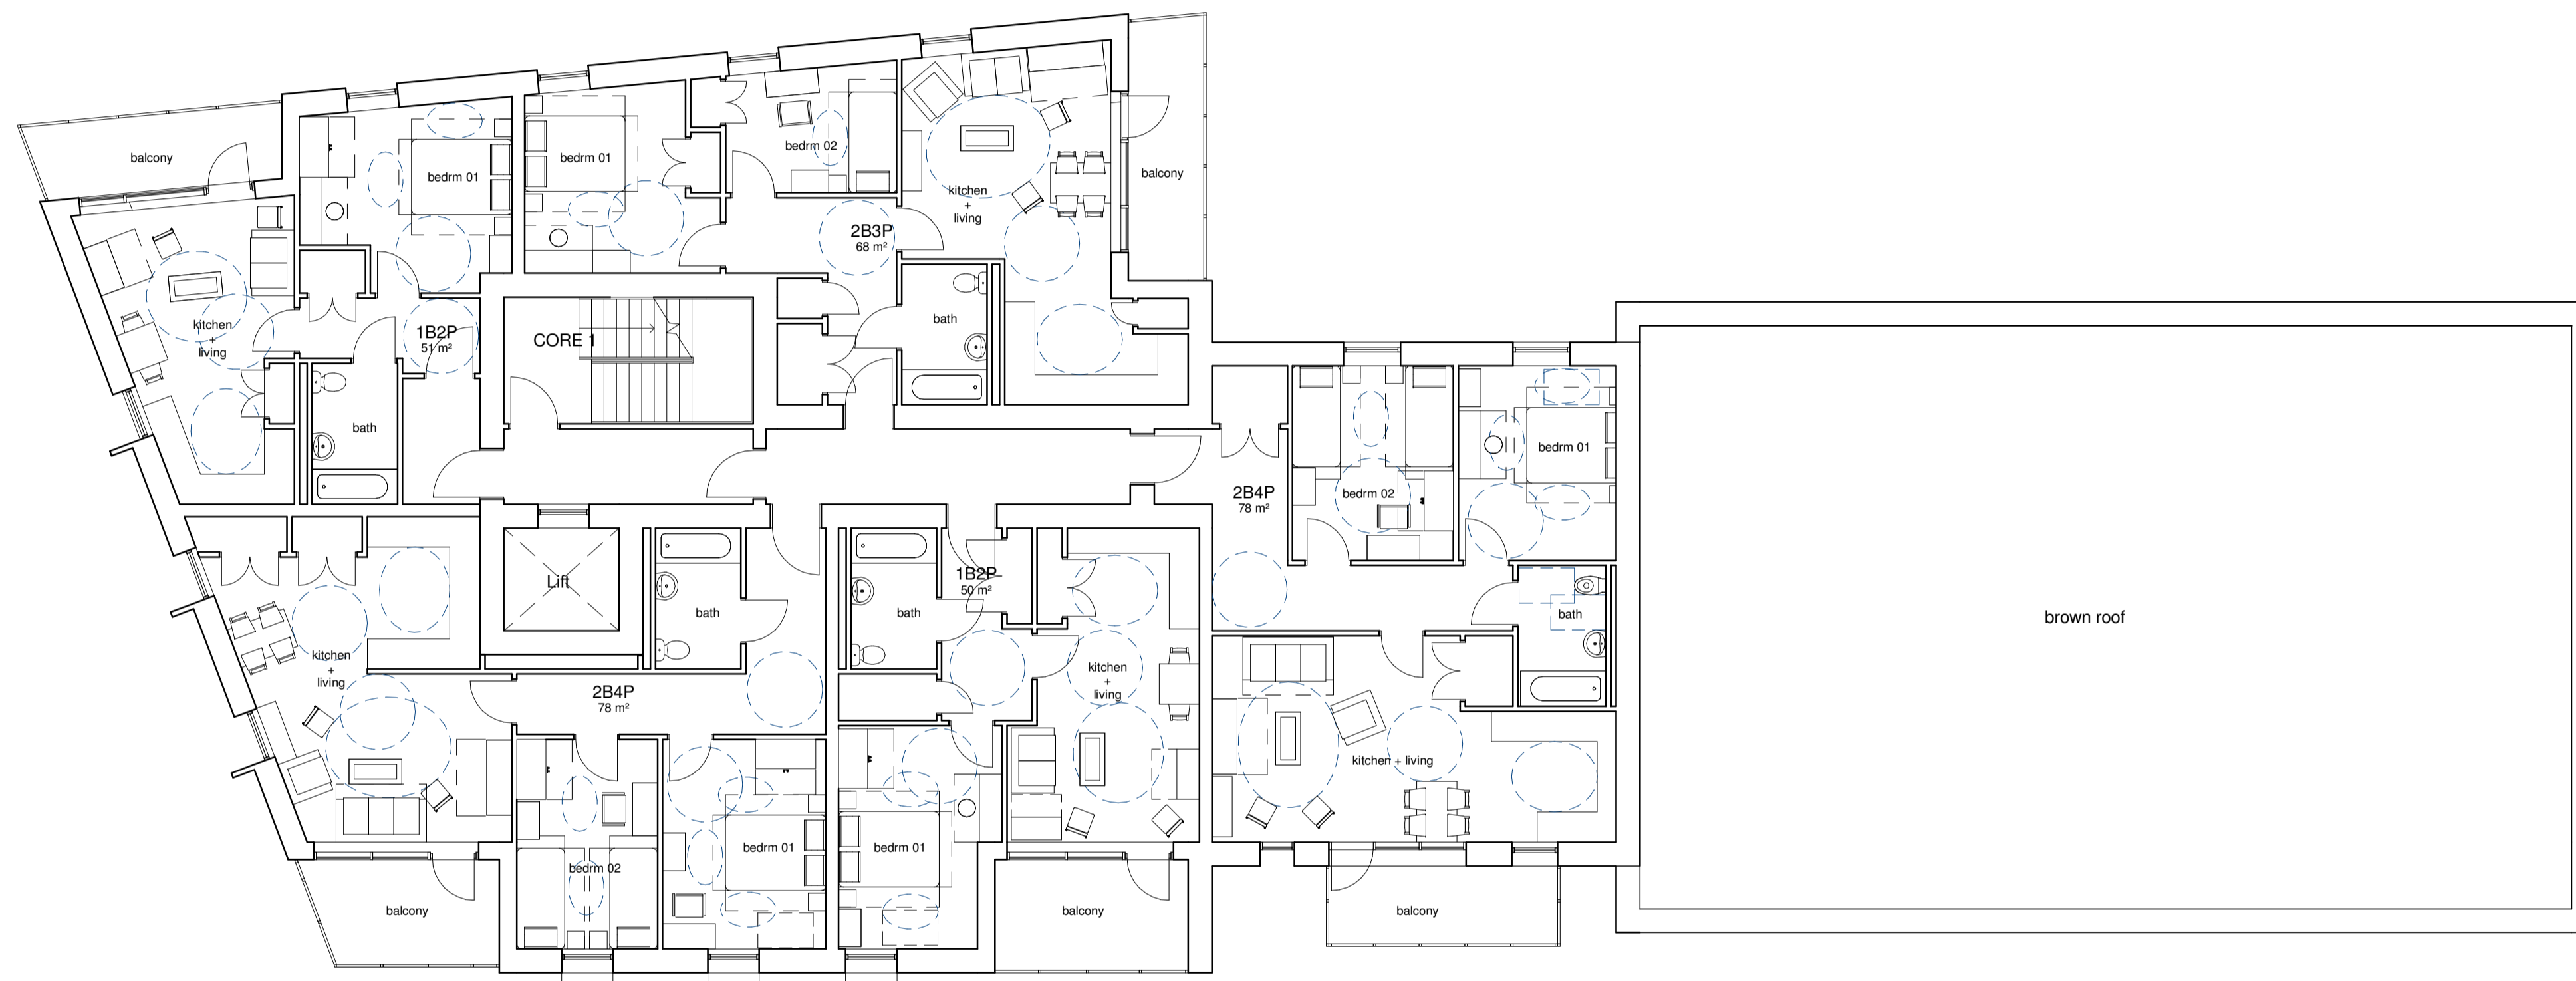 balcony
bedrm 01
bedrm 01
bedrm 02
kitchen
+
living
balcony
2B3P
68 m²
kitchen
+
living
1B2P
51 m²
CORE 1
bath
bath
2B4P
78 m²
bedrm 02
bedrm 01
Lift
bath
bath
1B2P
50 m²
bath
brown roof
kitchen
+
living
2B4P
78 m²
kitchen
+
living
kitchen + living
bedrm 02
bedrm 01
bedrm 01
balcony
balcony
balcony